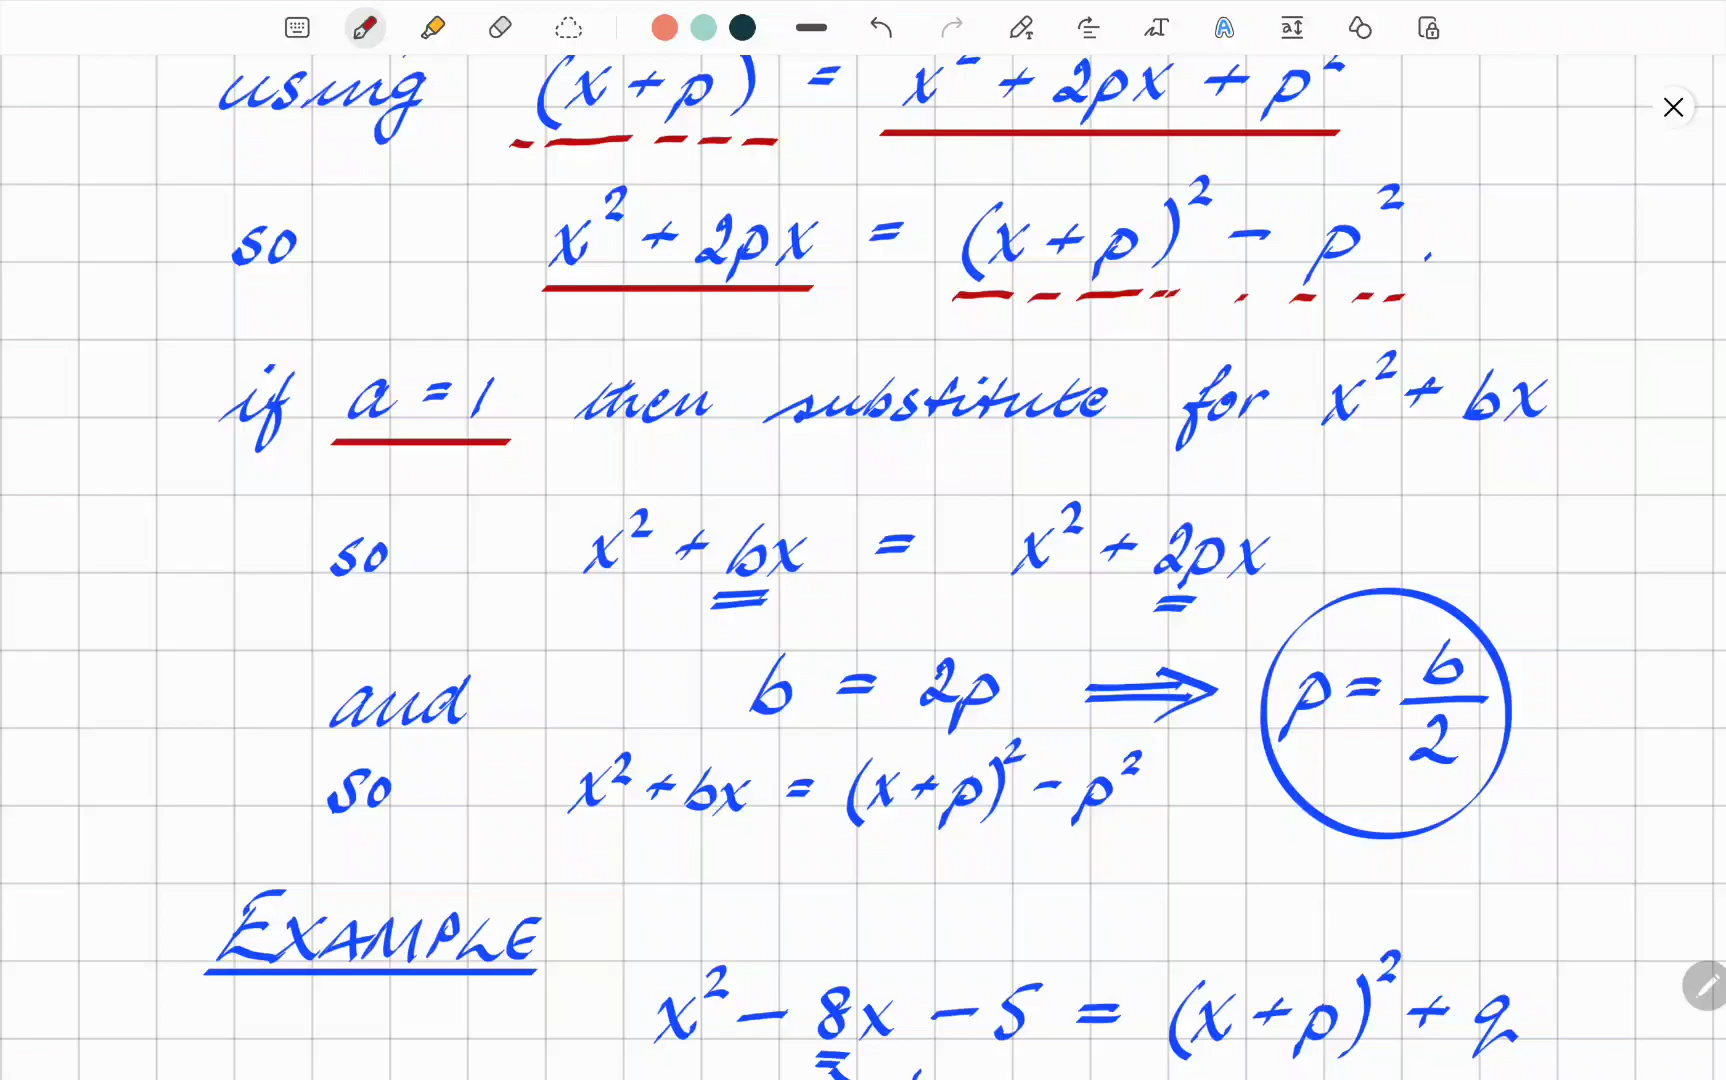 using (x+p) = x² + 2px + p²
so x² + 2px = (x+p)² - p².
if a = 1 then substitute for x² + bx
so x² + bx = x² + 2px
and b = 2p ⟹ p = b/2
so x² + bx = (x+p)² - p²
EXAMPLE
x² - 8x - 5 = (x+p)² + q